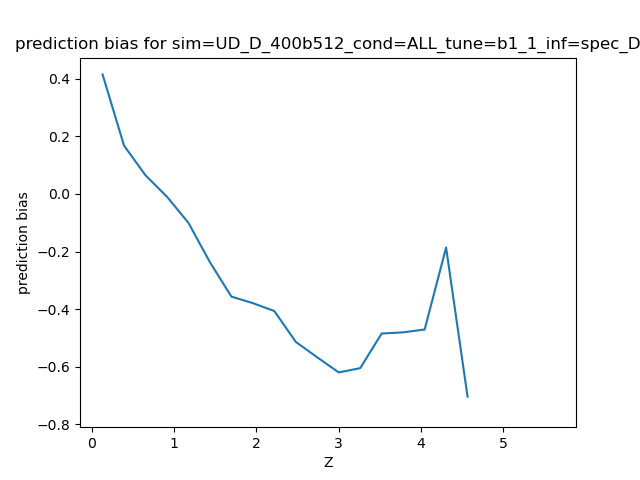 prediction bias for sim=UD_D_400b512_cond=ALL_tune=b1_1_inf=spec_D
0.4
0.2
0.0
−0.2
−0.4
−0.6
−0.8
prediction bias
0 1 2 3 4 5
Z